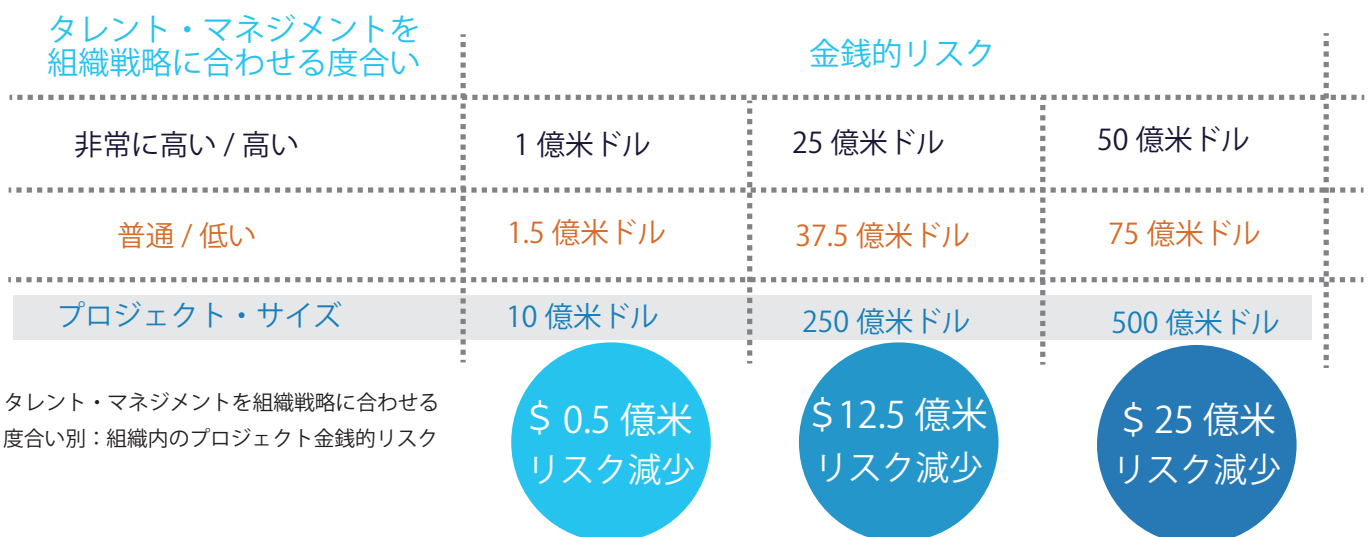 タレント・マネジメントを
組織戦略に合わせる度合い
金銭的リスク
非常に高い / 高い
1 億米ドル
25 億米ドル
50 億米ドル
普通 / 低い
1.5 億米ドル
37.5 億米ドル
75 億米ドル
プロジェクト・サイズ
10 億米ドル
250 億米ドル
500 億米ドル
タレント・マネジメントを組織戦略に合わせる
度合い別：組織内のプロジェクト金銭的リスク
$ 0.5 億米
リスク減少
$12.5 億米
リスク減少
$ 25 億米
リスク減少